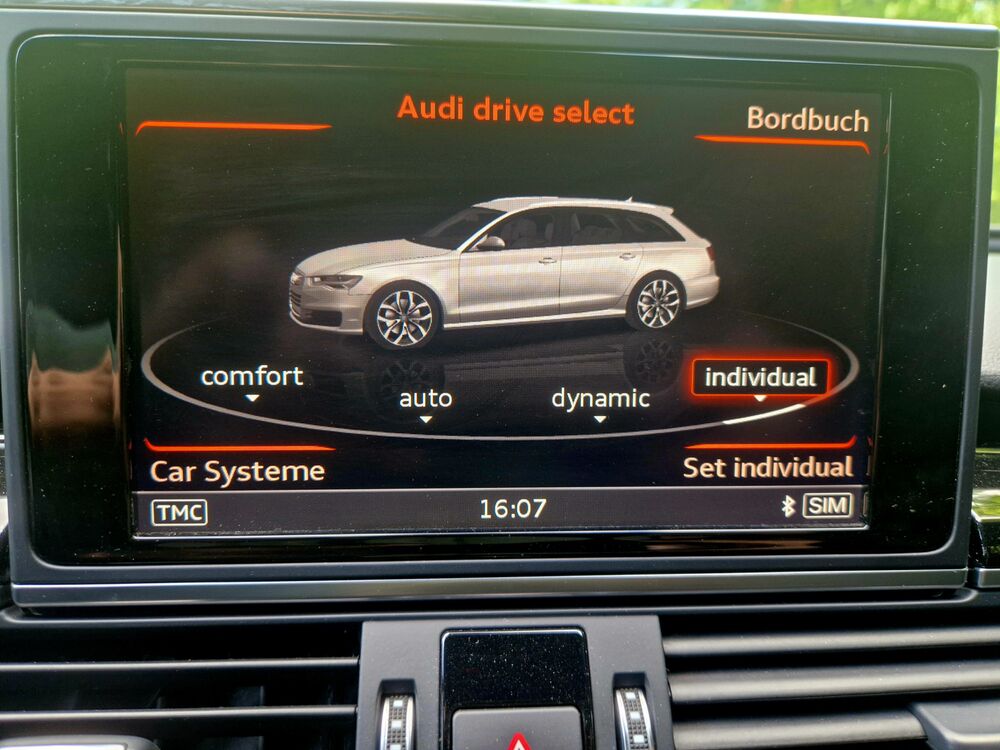 Audi drive select
Bordbuch
comfort
auto
dynamic
individual
Car Systeme
Set individual
TMC
16:07
SIM